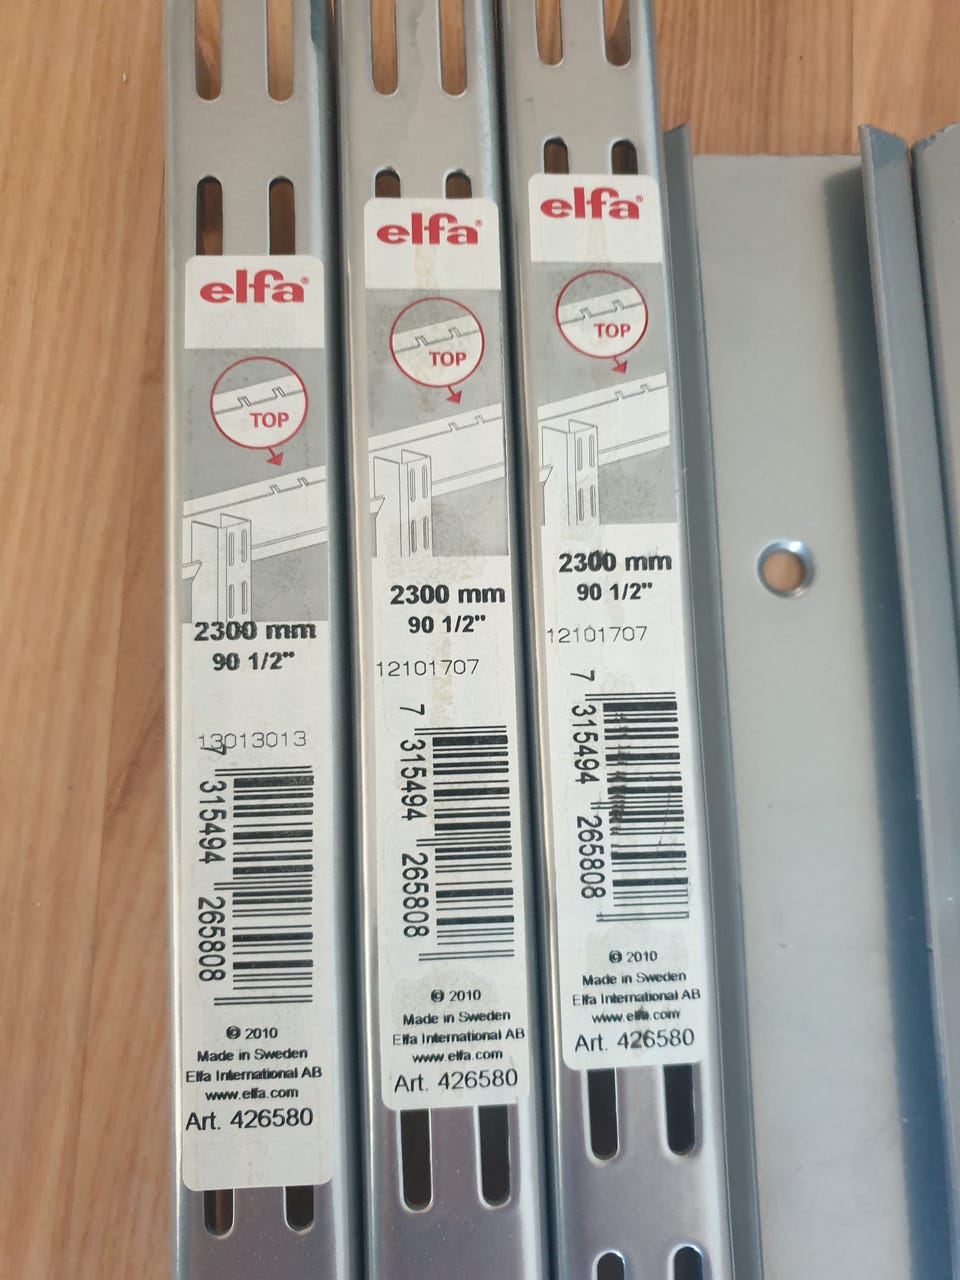 elfa®
TOP
2300 mm
90 1/2"
13013013
7 315494 265808
© 2010
Made in Sweden
Elfa International AB
www.elfa.com
Art. 426580
elfa®
TOP
2300 mm
90 1/2"
12101707
7 315494 265808
© 2010
Made in Sweden
Elfa International AB
www.elfa.com
Art. 426580
elfa®
TOP
2300 mm
90 1/2"
12101707
7 315494 265808
© 2010
Made in Sweden
Elfa International AB
www.elfa.com
Art. 426580